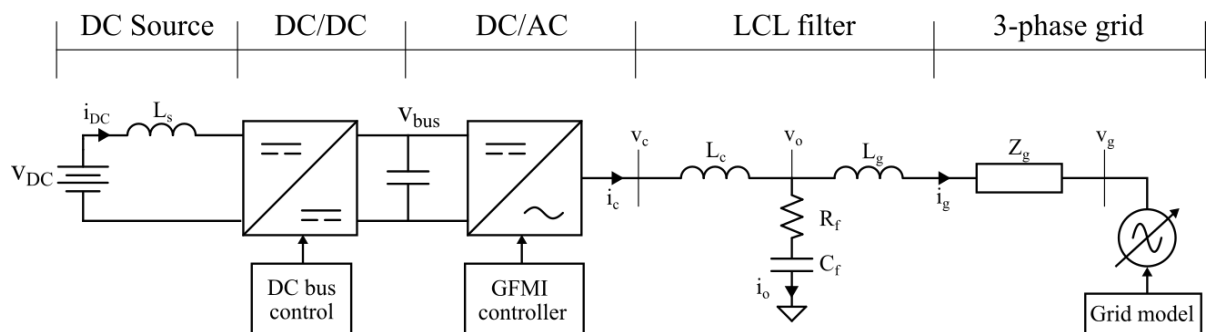 DC Source DC/DC DC/AC LCL filter 3-phase grid
i_DC L_s v_bus v_c L_c v_o L_g Z_g v_g
v_DC i_c i_g
R_f
C_f
i_o
DC bus control
GFMI controller
Grid model